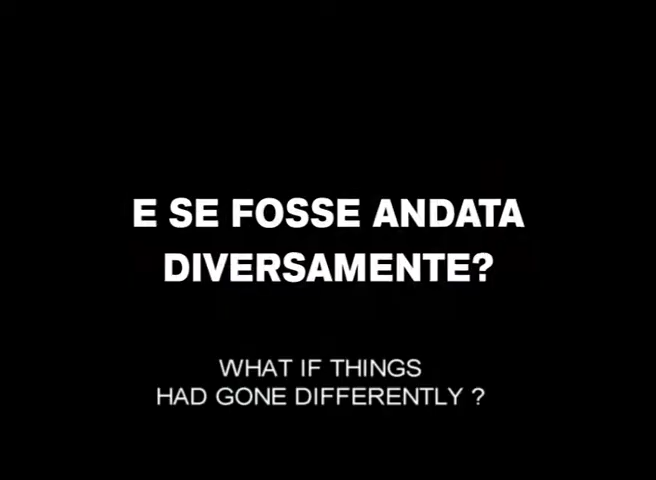 E SE FOSSE ANDATA
DIVERSAMENTE?
WHAT IF THINGS
HAD GONE DIFFERENTLY ?